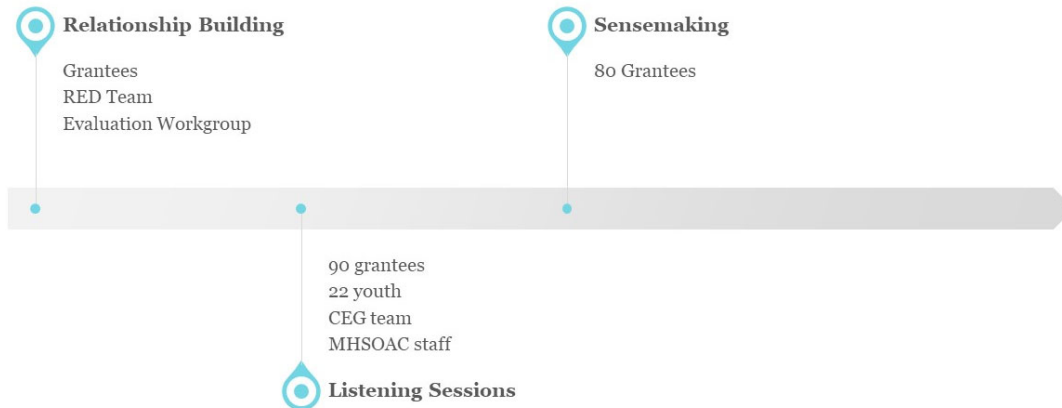 Relationship Building
Grantees
RED Team
Evaluation Workgroup
Sensemaking
80 Grantees
90 grantees
22 youth
CEG team
MHSOAC staff
Listening Sessions